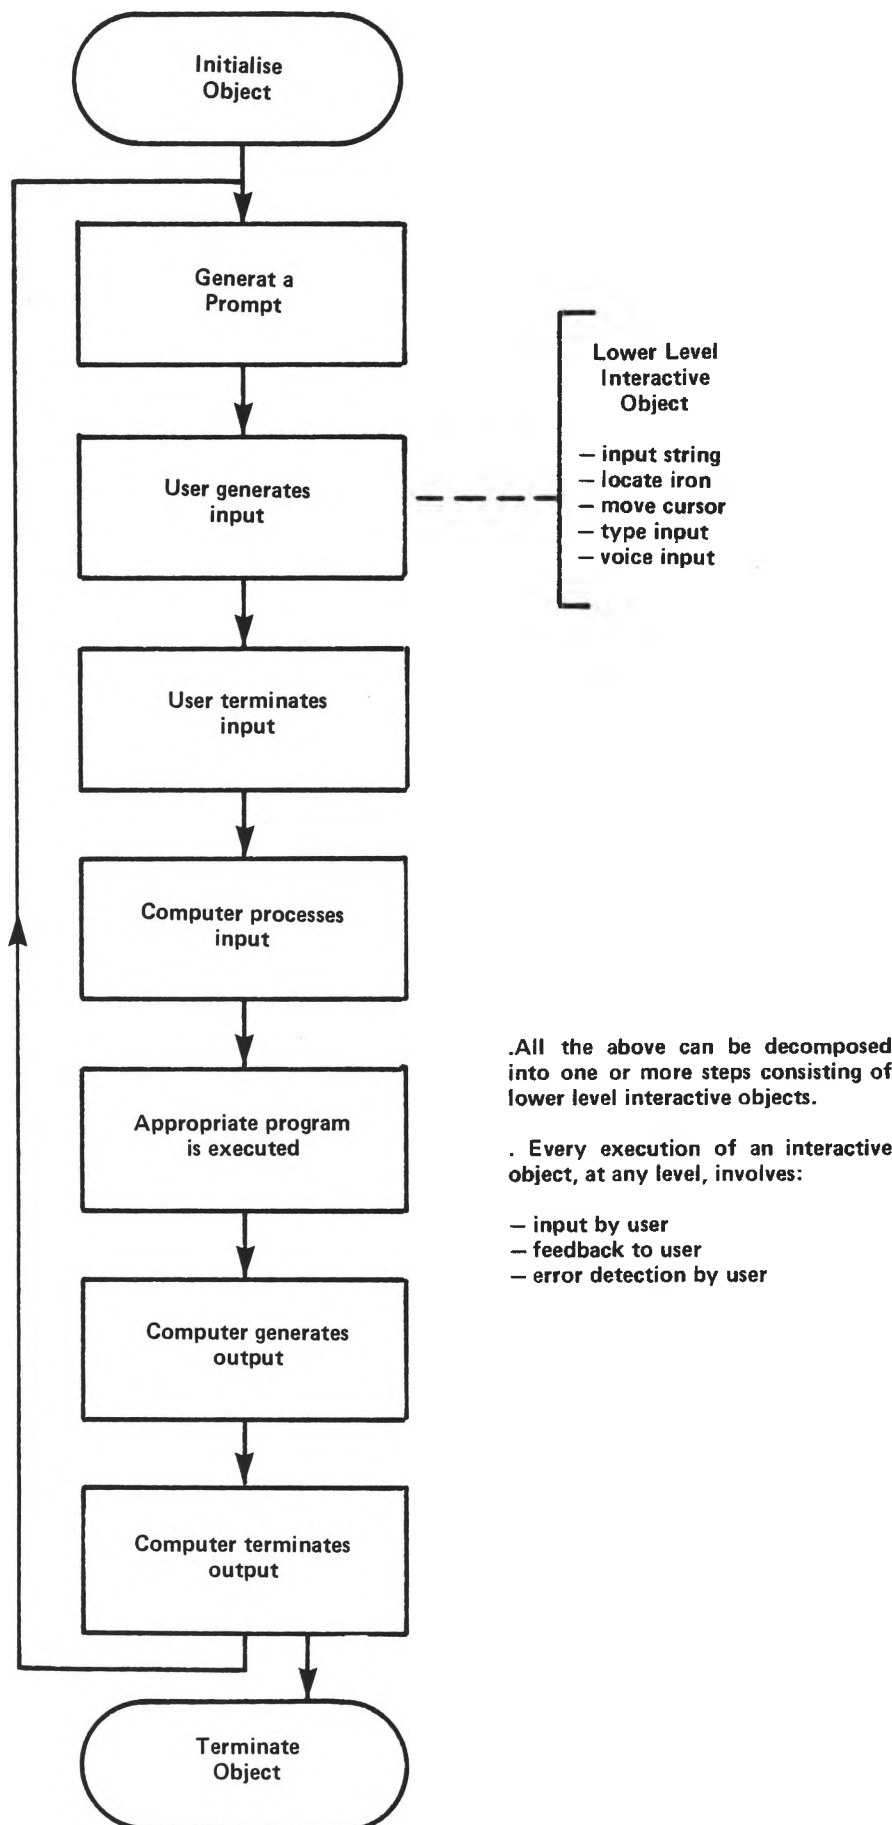 Initialise
Object
Generat a
Prompt
User generates
input
Lower Level
Interactive
Object
– input string
– locate iron
– move cursor
– type input
– voice input
User terminates
input
Computer processes
input
Appropriate program
is executed
.All the above can be decomposed
into one or more steps consisting of
lower level interactive objects.
. Every execution of an interactive
object, at any level, involves:
– input by user
– feedback to user
– error detection by user
Computer generates
output
Computer terminates
output
Terminate
Object